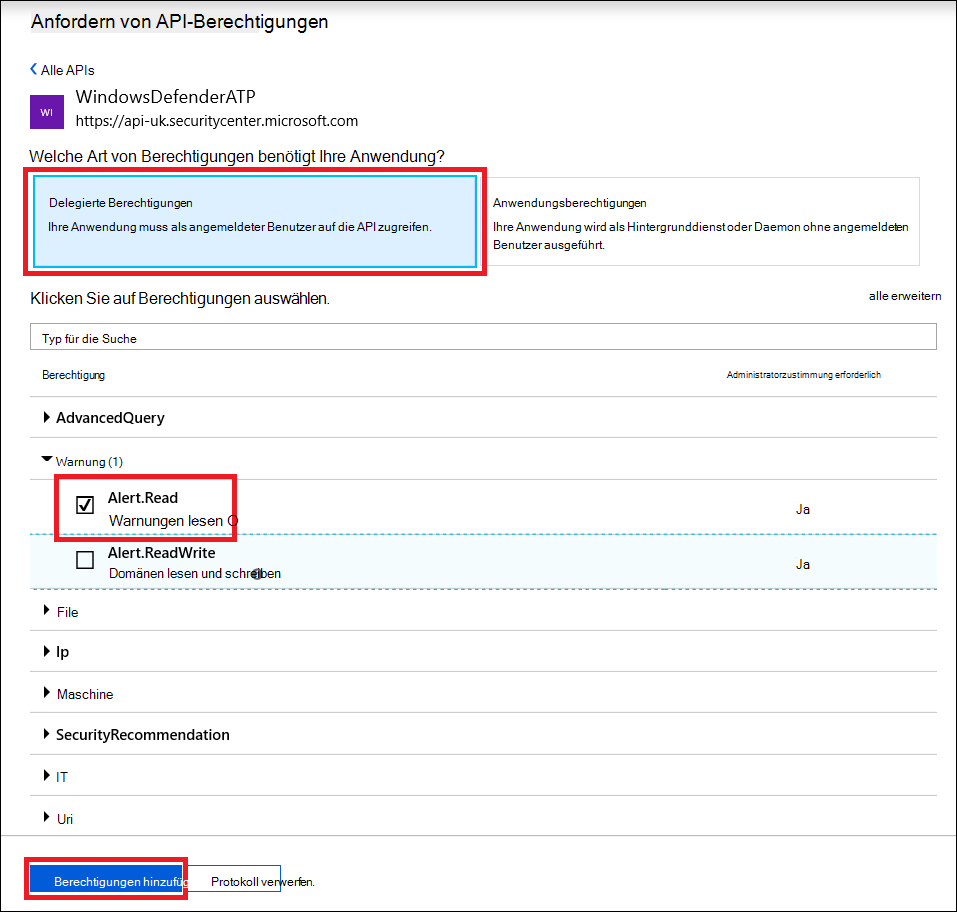 Anfordern von API-Berechtigungen
Alle APIs
WI
WindowsDefenderATP
https://api-uk.securitycenter.microsoft.com
Welche Art von Berechtigungen benötigt Ihre Anwendung?
Delegierte Berechtigungen
Ihre Anwendung muss als angemeldeter Benutzer auf die API zugreifen.
Anwendungsberechtigungen
Ihre Anwendung wird als Hintergrunddienst oder Daemon ohne angemeldeten
Benutzer ausgeführt.
Klicken Sie auf Berechtigungen auswählen.
alle erweitern
Typ für die Suche
Berechtigung
Administratorzustimmung erforderlich
AdvancedQuery
Warnung (1)
Alert.Read
Warnungen lesen O
Ja
Alert.ReadWrite
Domänen lesen und schreiben
Ja
File
Ip
Maschine
SecurityRecommendation
IT
Uri
Berechtigungen hinzufüg
Protokoll verwerfen.